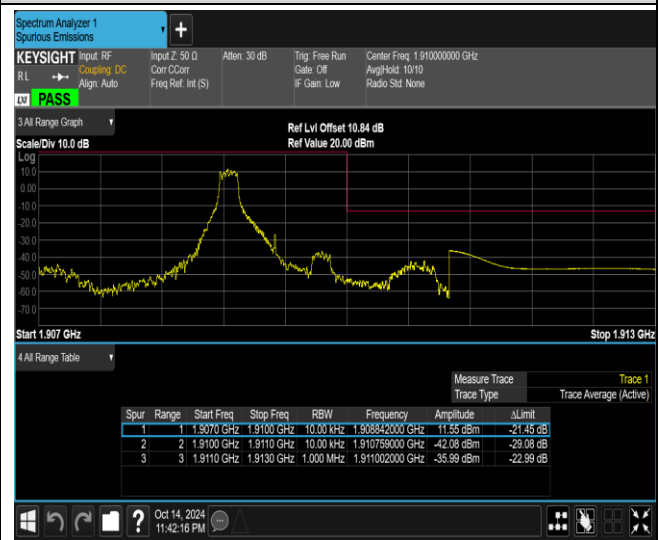 Spectrum Analyzer 1
Spurious Emissions
KEYSIGHT Input: RF Input Z: 50 Ω Atten: 30 dB Trig: Free Run Center Freq: 1.910000000 GHz
RL Coupling: DC Corr CCorr Gate: Off Avg|Hold: 10/10
Align: Auto Freq Ref: Int (S) IF Gain: Low Radio Std: None
LXI PASS
3 All Range Graph
Ref Lvl Offset 10.84 dB
Scale/Div 10.0 dB Ref Value 20.00 dBm
Log
10.0
0.00
-10.0
-20.0
-30.0
-40.0
-50.0
-60.0
-70.0
Start 1.907 GHz Stop 1.913 GHz
4 All Range Table
Measure Trace Trace 1
Trace Type Trace Average (Active)
Spur Range Start Freq Stop Freq RBW Frequency Amplitude ΔLimit
1 1 1.9070 GHz 1.9100 GHz 10.00 kHz 1.908842000 GHz 11.55 dBm -21.45 dB
2 2 1.9100 GHz 1.9110 GHz 10.00 kHz 1.910759000 GHz -42.08 dBm -29.08 dB
3 3 1.9110 GHz 1.9130 GHz 1.000 MHz 1.911002000 GHz -35.99 dBm -22.99 dB
Oct 14, 2024
11:42:16 PM